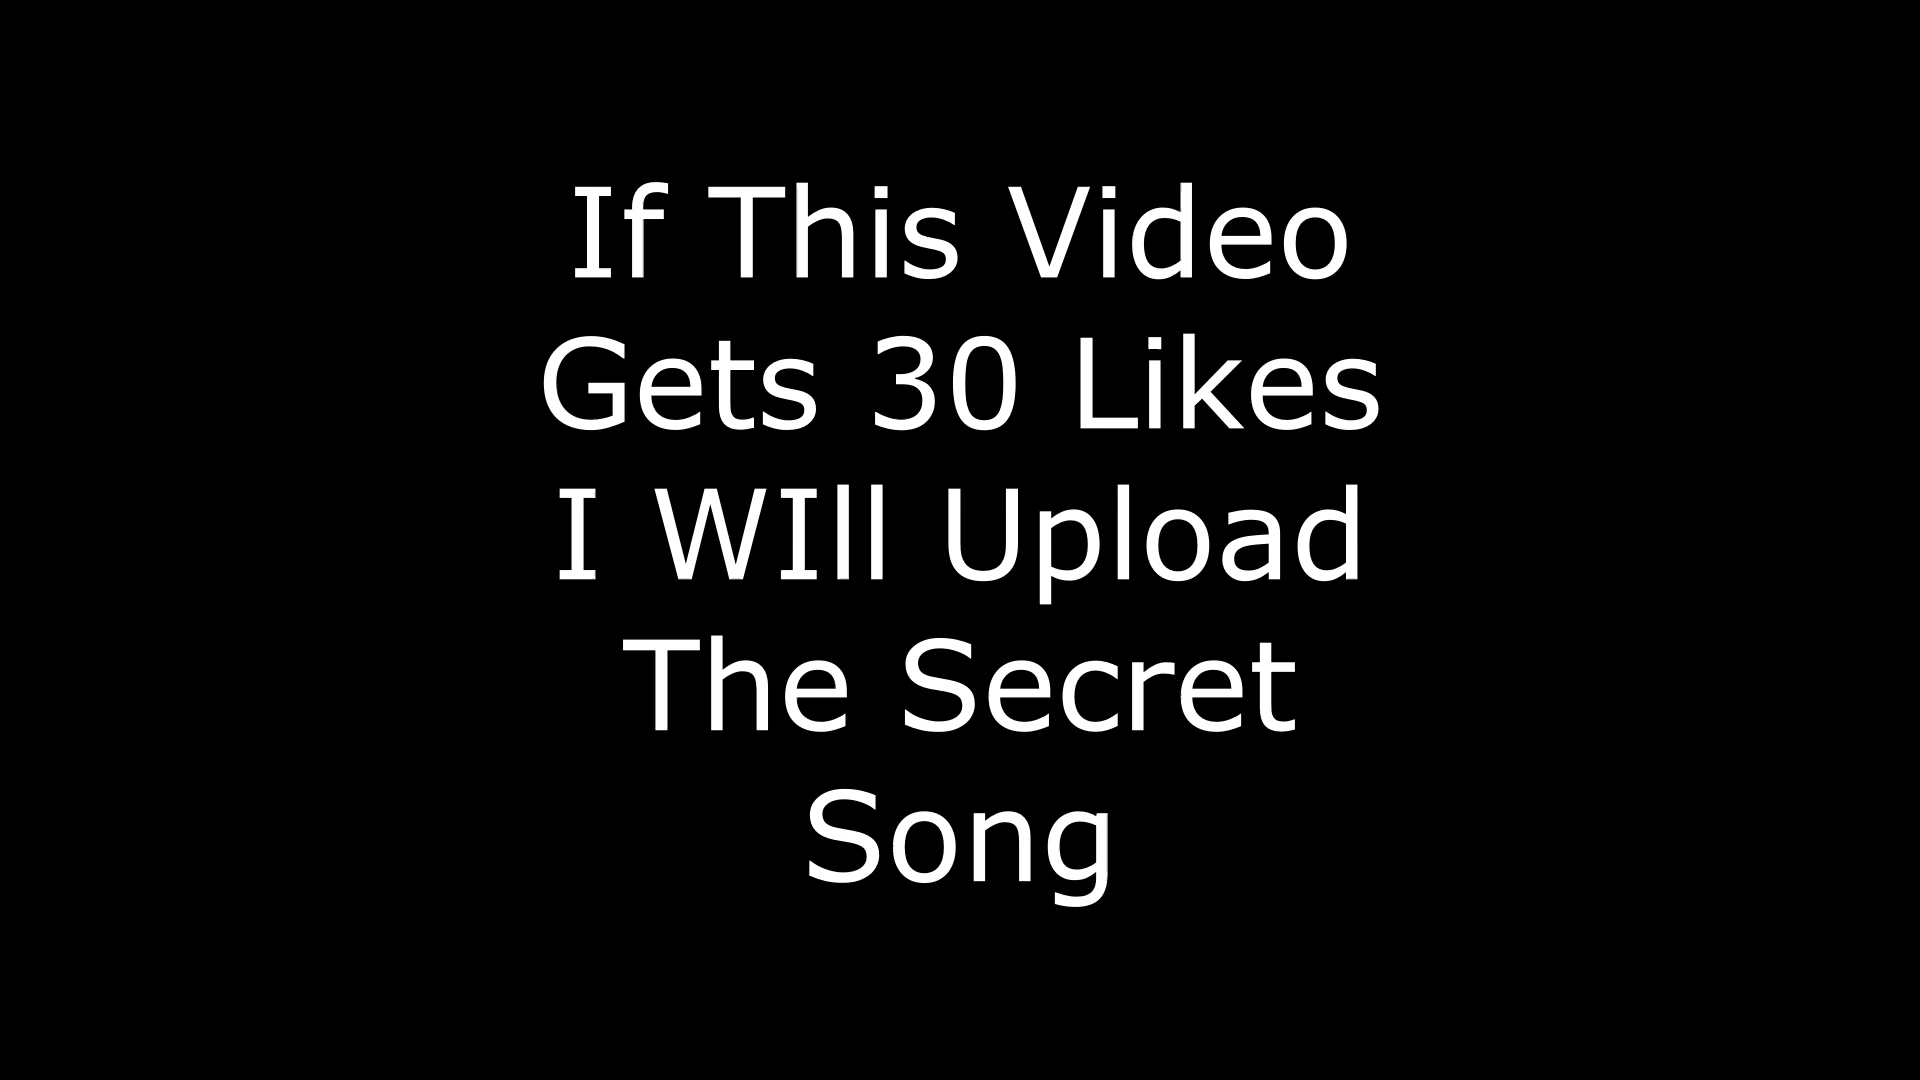 If This Video
Gets 30 Likes
I WIll Upload
The Secret
Song